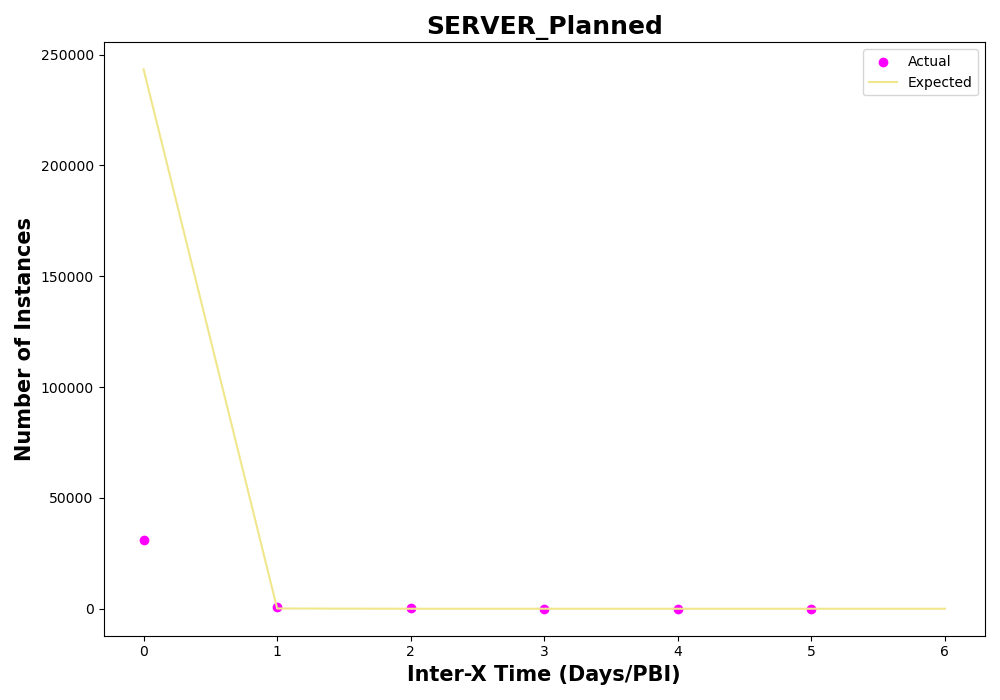 SERVER_Planned
Actual
Expected
Number of Instances
250000
200000
150000
100000
50000
0
0 1 2 3 4 5 6
Inter-X Time (Days/PBI)